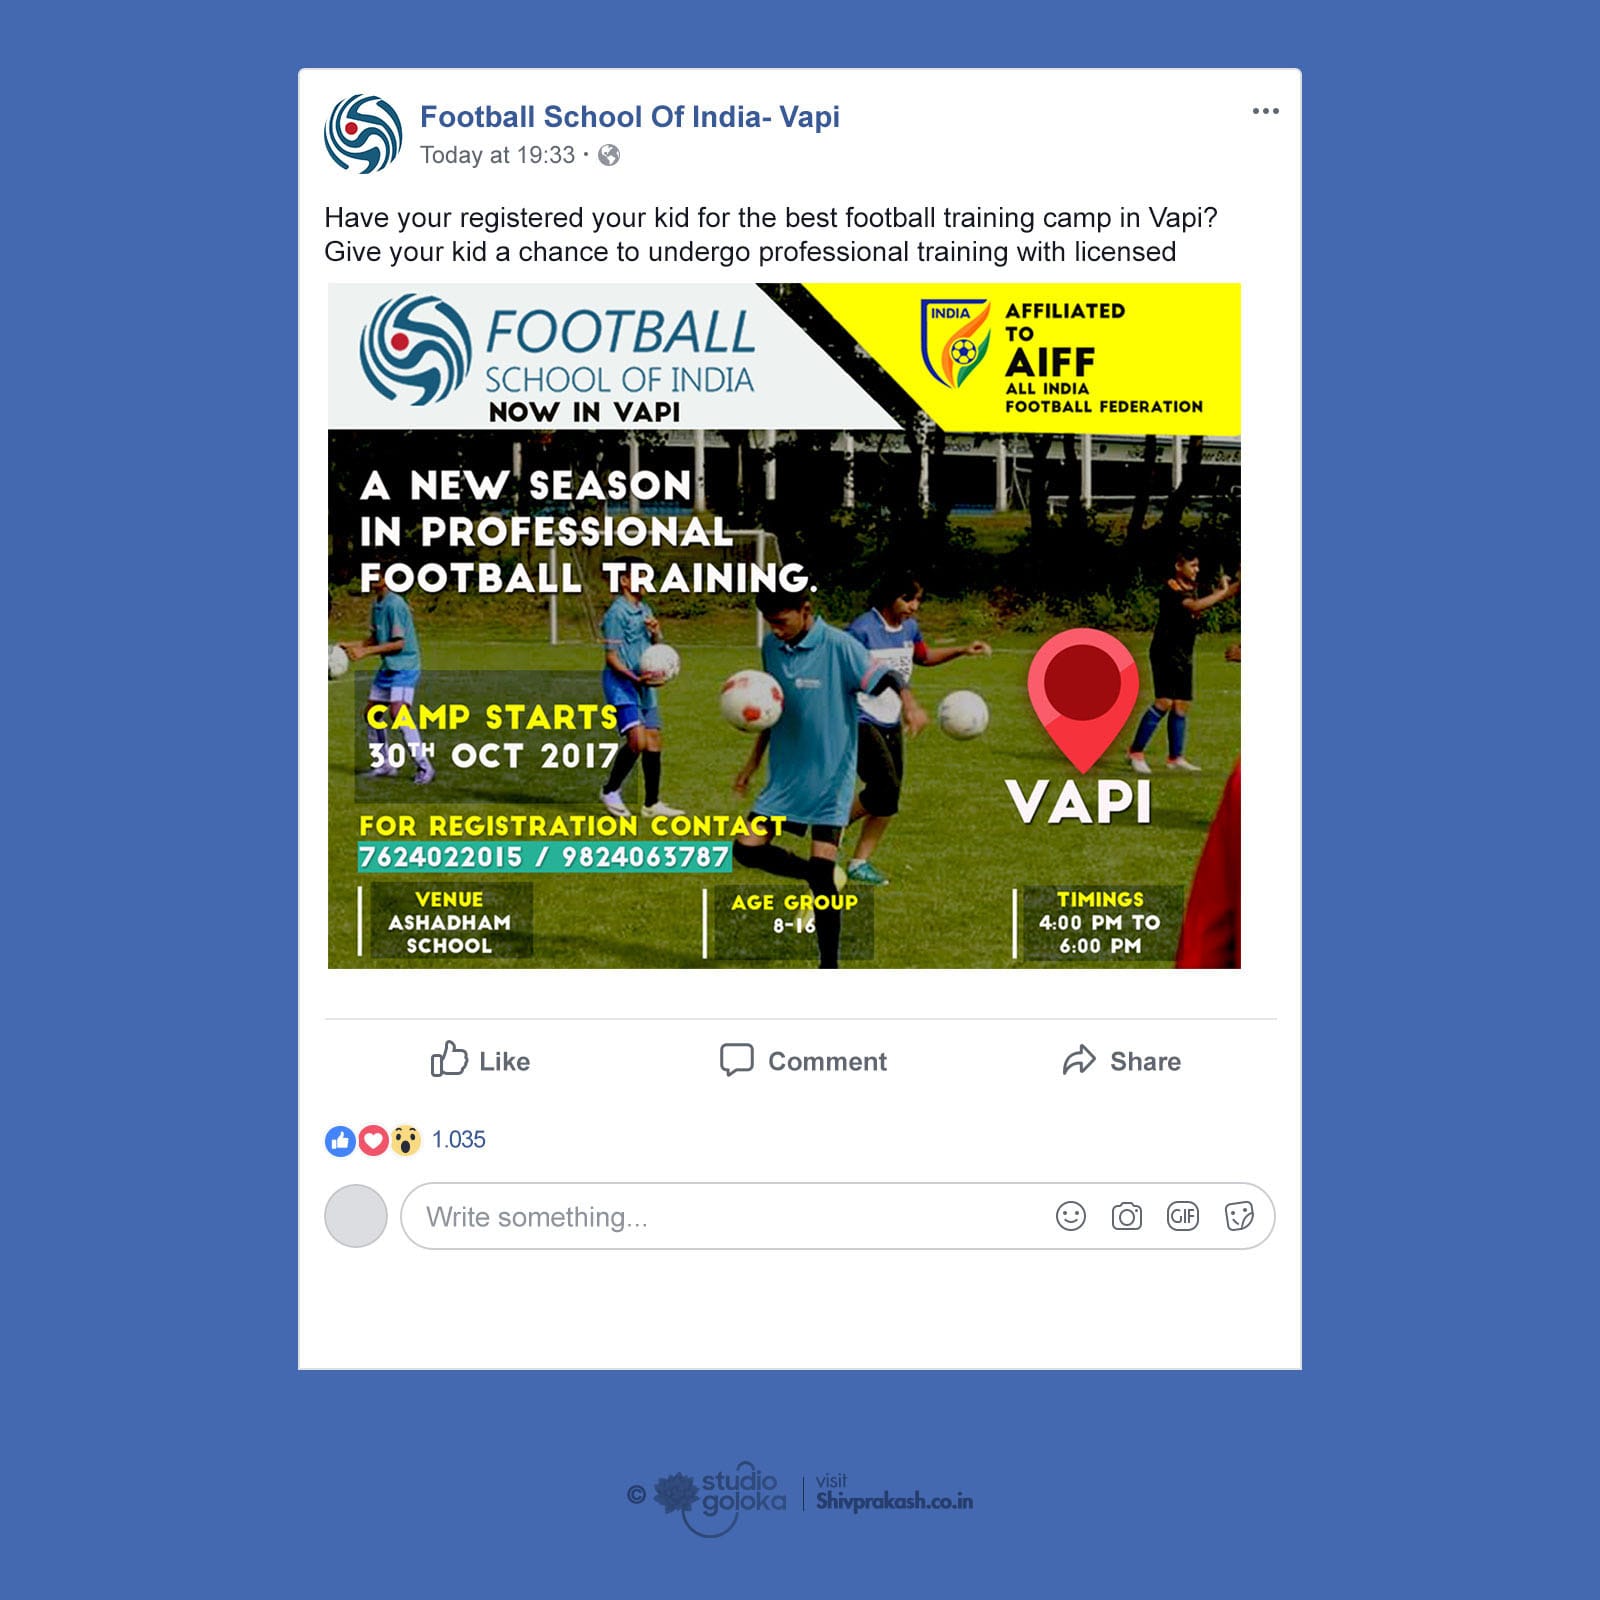 Football School Of India- Vapi
Today at 19:33 ·
Have your registered your kid for the best football training camp in Vapi?
Give your kid a chance to undergo professional training with licensed
FOOTBALL
SCHOOL OF INDIA
NOW IN VAPI
INDIA
AFFILIATED
TO
AIFF
ALL INDIA
FOOTBALL FEDERATION
A NEW SEASON
IN PROFESSIONAL
FOOTBALL TRAINING.
CAMP STARTS
30TH OCT 2017
VAPI
FOR REGISTRATION CONTACT
7624022015 / 9824063787
VENUE
ASHADHAM
SCHOOL
AGE GROUP
8-16
TIMINGS
4:00 PM TO
6:00 PM
Like
Comment
Share
1.035
Write something...
GIF
© studio
goloka
visit
Shivprakash.co.in